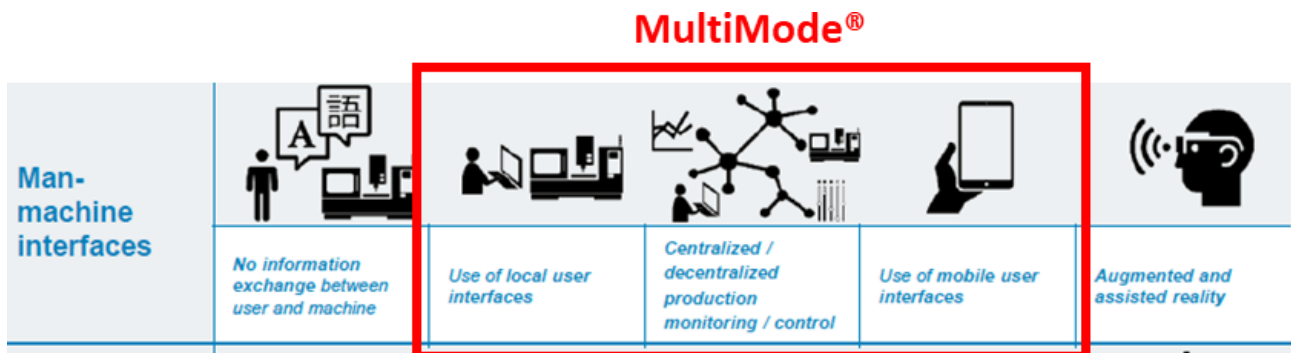 MultiMode®
A
語
Man-
machine
interfaces
No information
exchange between
user and machine
Use of local user
interfaces
Centralized /
decentralized
production
monitoring / control
Use of mobile user
interfaces
Augmented and
assisted reality